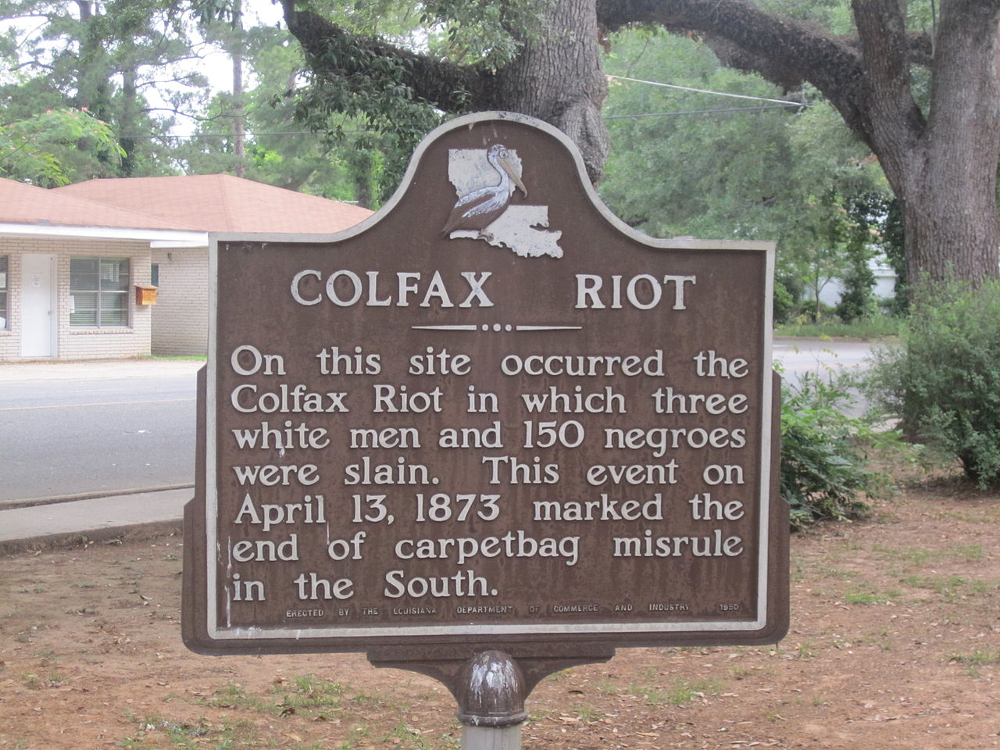 COLFAX RIOT
On this site occurred the
Colfax Riot in which three
white men and 150 negroes
were slain. This event on
April 13, 1873 marked the
end of carpetbag misrule
in the South.
ERECTED BY THE LOUISIANA DEPARTMENT OF COMMERCE AND INDUSTRY 1950